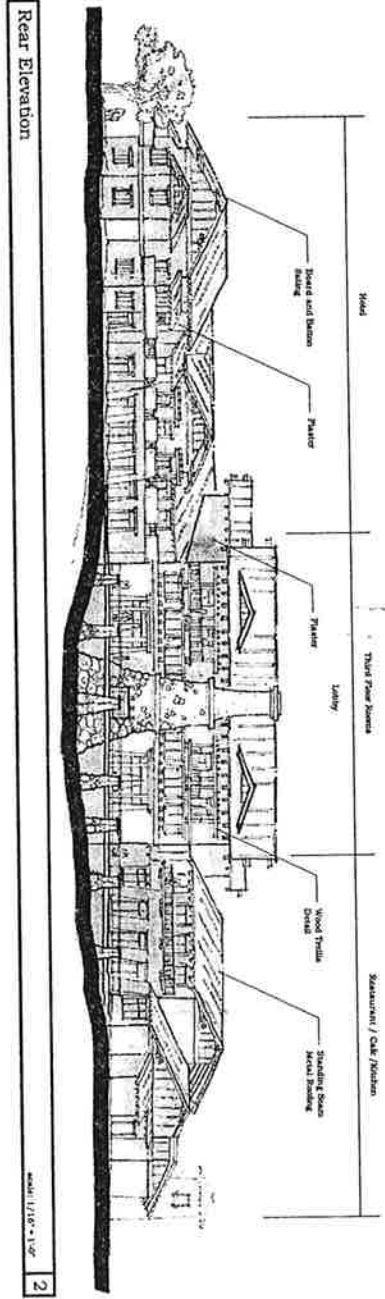 Hotel
Third Floor Rooms
Lobby
Restaurant / Cafe /Kitchen
Board and Batten
Siding
Plaster
Plaster
Wood Trellis
Detail
Standing Seam
Metal Roofing
Rear Elevation
scale: 1/16" = 1'-0"
2